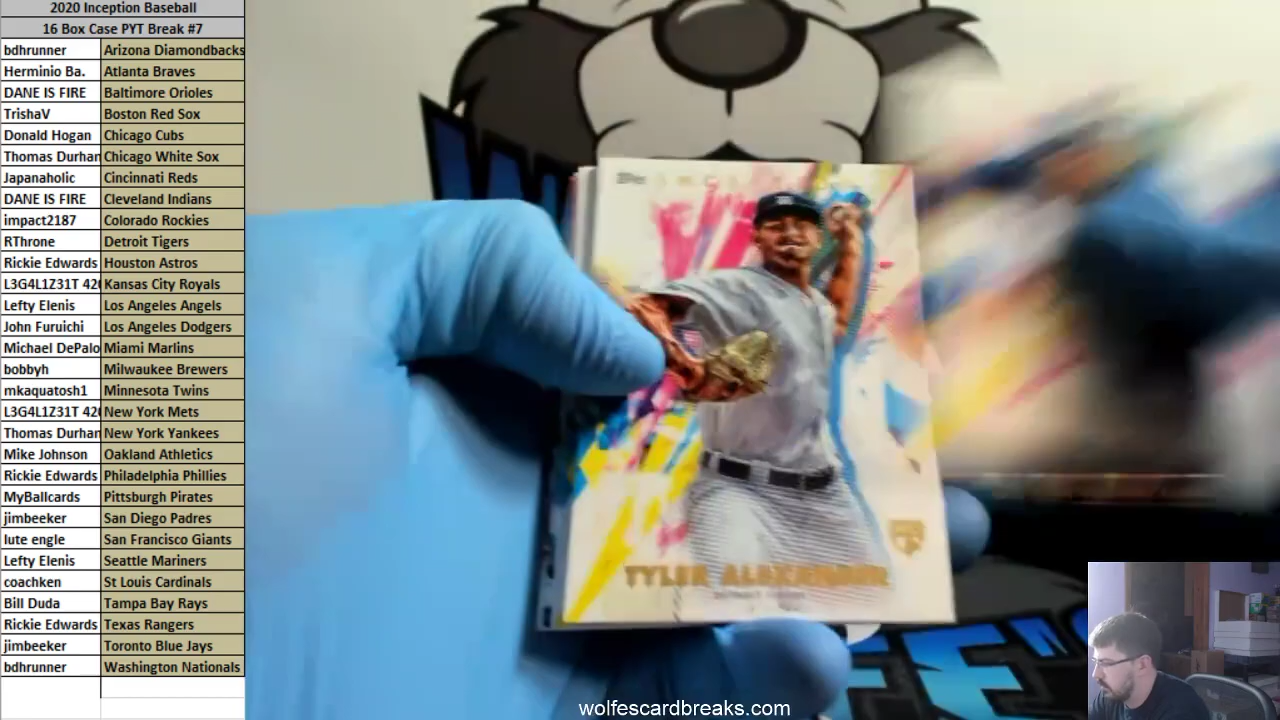 2020 Inception Baseball
16 Box Case PYT Break #7
bdhrunner Arizona Diamondbacks
Herminio Ba. Atlanta Braves
DANE IS FIRE Baltimore Orioles
TrishaV Boston Red Sox
Donald Hogan Chicago Cubs
Thomas Durhan Chicago White Sox
Japanaholic Cincinnati Reds
DANE IS FIRE Cleveland Indians
impact2187 Colorado Rockies
RThrone Detroit Tigers
Rickie Edwards Houston Astros
L3G4L1Z31T 420 Kansas City Royals
Lefty Elenis Los Angeles Angels
John Furuichi Los Angeles Dodgers
Michael DePalo Miami Marlins
bobbyh Milwaukee Brewers
mkaquatosh1 Minnesota Twins
L3G4L1Z31T 420 New York Mets
Thomas Durhan New York Yankees
Mike Johnson Oakland Athletics
Rickie Edwards Philadelphia Phillies
MyBallcards Pittsburgh Pirates
jimbeeker San Diego Padres
lute engle San Francisco Giants
Lefty Elenis Seattle Mariners
coachken St Louis Cardinals
Bill Duda Tampa Bay Rays
Rickie Edwards Texas Rangers
jimbeeker Toronto Blue Jays
bdhrunner Washington Nationals
TYLER ALEXANDER
wolfescardbreaks.com